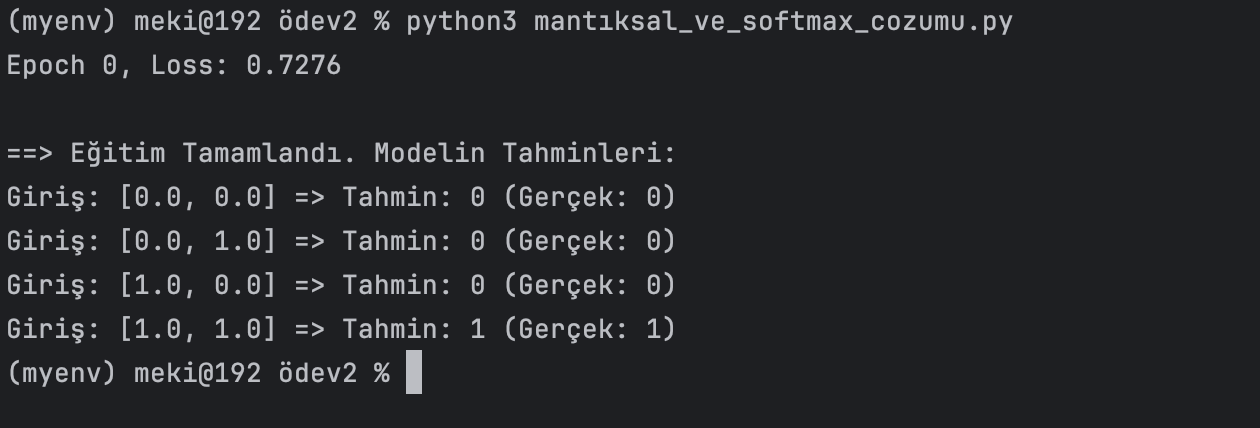 (myenv) meki@192 ödev2 % python3 mantıksal_ve_softmax_cozumu.py
Epoch 0, Loss: 0.7276
==> Eğitim Tamamlandı. Modelin Tahminleri:
Giriş: [0.0, 0.0] => Tahmin: 0 (Gerçek: 0)
Giriş: [0.0, 1.0] => Tahmin: 0 (Gerçek: 0)
Giriş: [1.0, 0.0] => Tahmin: 0 (Gerçek: 0)
Giriş: [1.0, 1.0] => Tahmin: 1 (Gerçek: 1)
(myenv) meki@192 ödev2 %